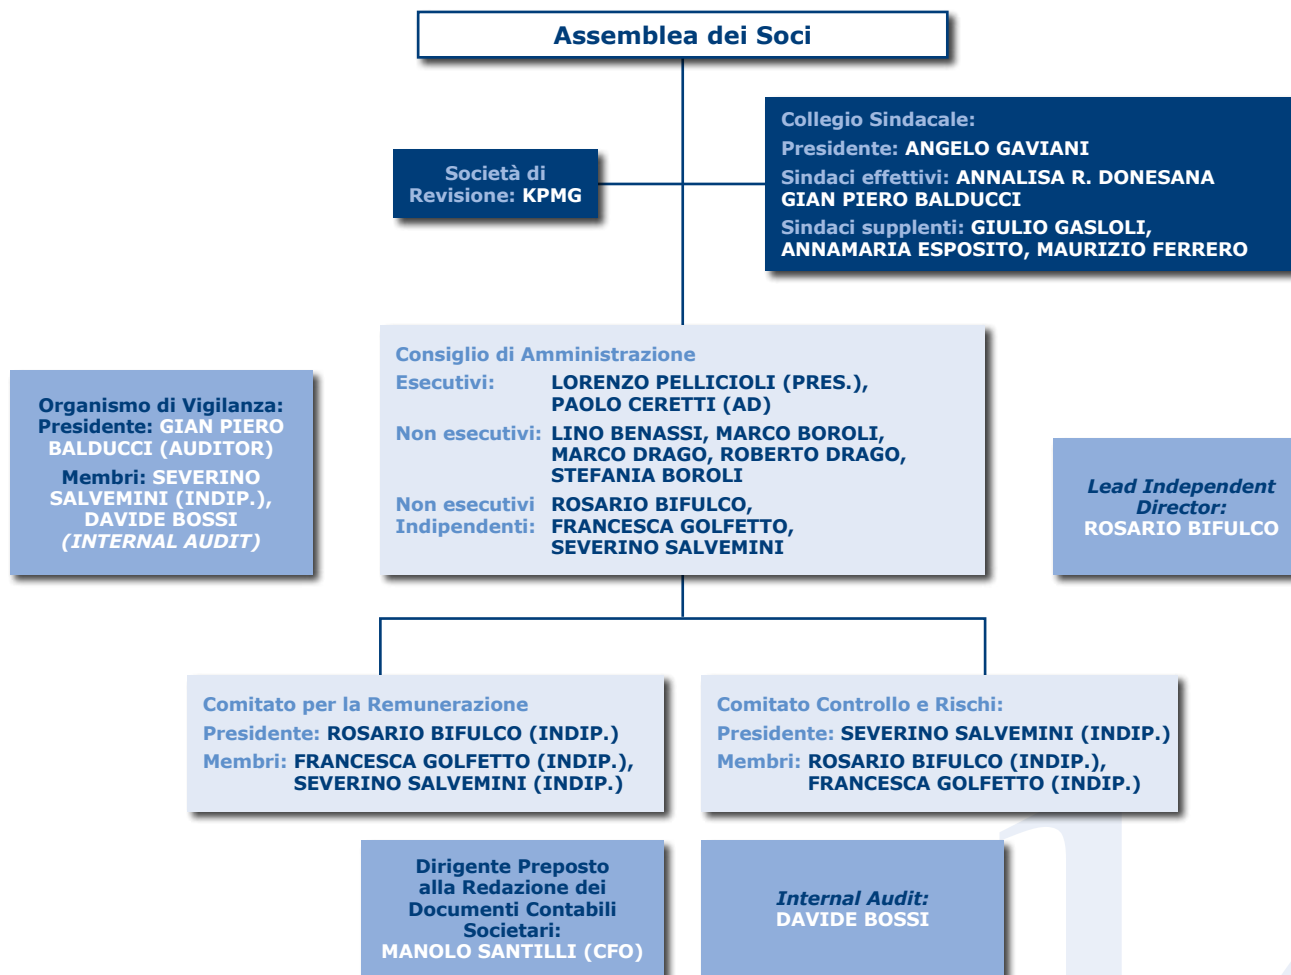 Assemblea dei Soci
Collegio Sindacale:
Presidente: ANGELO GAVIANI
Sindaci effettivi: ANNALISA R. DONESANA
GIAN PIERO BALDUCCI
Sindaci supplenti: GIULIO GASLOLI,
ANNAMARIA ESPOSITO, MAURIZIO FERRERO
Società di
Revisione: KPMG
Consiglio di Amministrazione
Esecutivi: LORENZO PELLICIOLI (PRES.),
PAOLO CERETTI (AD)
Non esecutivi: LINO BENASSI, MARCO BOROLI,
MARCO DRAGO, ROBERTO DRAGO,
STEFANIA BOROLI
Non esecutivi ROSARIO BIFULCO,
Indipendenti: FRANCESCA GOLFETTO,
SEVERINO SALVEMINI
Organismo di Vigilanza:
Presidente: GIAN PIERO
BALDUCCI (AUDITOR)
Membri: SEVERINO
SALVEMINI (INDIP.),
DAVIDE BOSSI
(INTERNAL AUDIT)
Lead Independent
Director:
ROSARIO BIFULCO
Comitato per la Remunerazione
Presidente: ROSARIO BIFULCO (INDIP.)
Membri: FRANCESCA GOLFETTO (INDIP.),
SEVERINO SALVEMINI (INDIP.)
Comitato Controllo e Rischi:
Presidente: SEVERINO SALVEMINI (INDIP.)
Membri: ROSARIO BIFULCO (INDIP.),
FRANCESCA GOLFETTO (INDIP.)
Dirigente Preposto
alla Redazione dei
Documenti Contabili
Societari:
MANOLO SANTILLI (CFO)
Internal Audit:
DAVIDE BOSSI